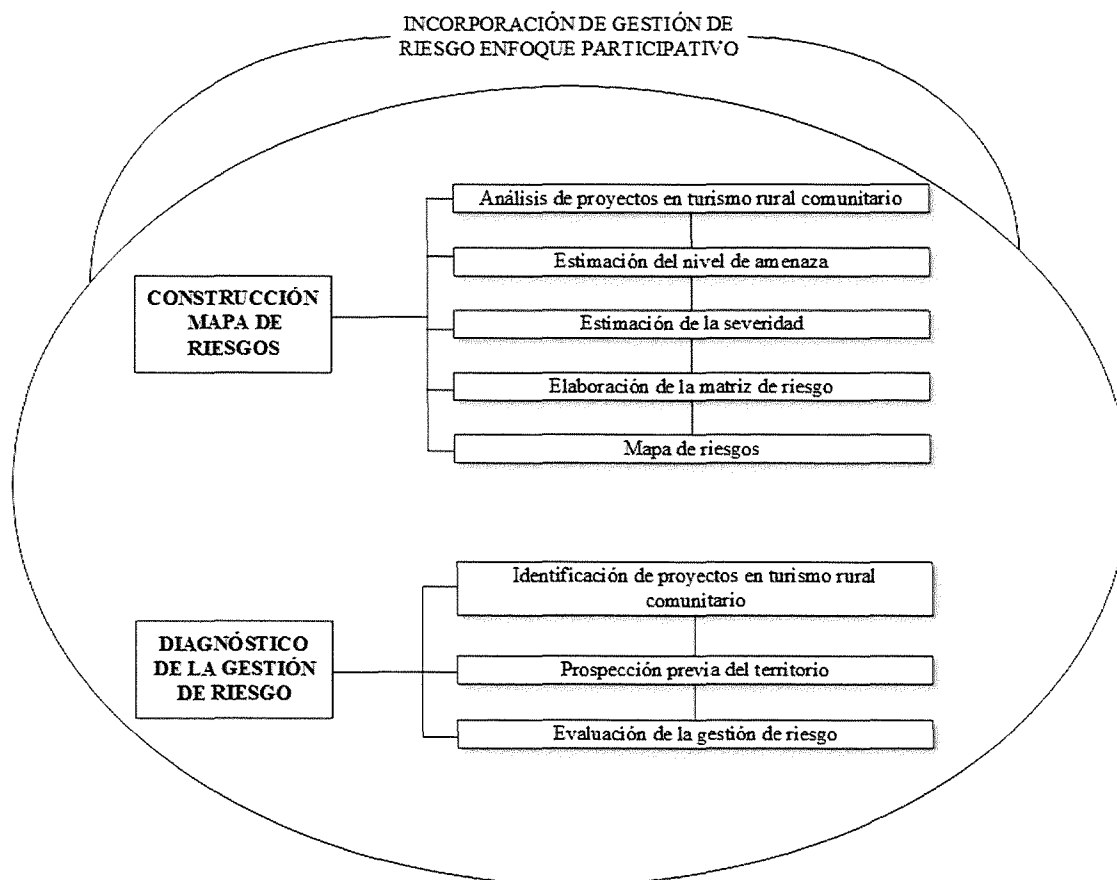 INCORPORACIÓN DE GESTIÓN DE
RIESGO ENFOQUE PARTICIPATIVO
CONSTRUCCIÓN
MAPA DE
RIESGOS
Análisis de proyectos en turismo rural comunitario
Estimación del nivel de amenaza
Estimación de la severidad
Elaboración de la matriz de riesgo
Mapa de riesgos
DIAGNÓSTICO
DE LA GESTIÓN
DE RIESGO
Identificación de proyectos en turismo rural
comunitario
Prospección previa del territorio
Evaluación de la gestión de riesgo